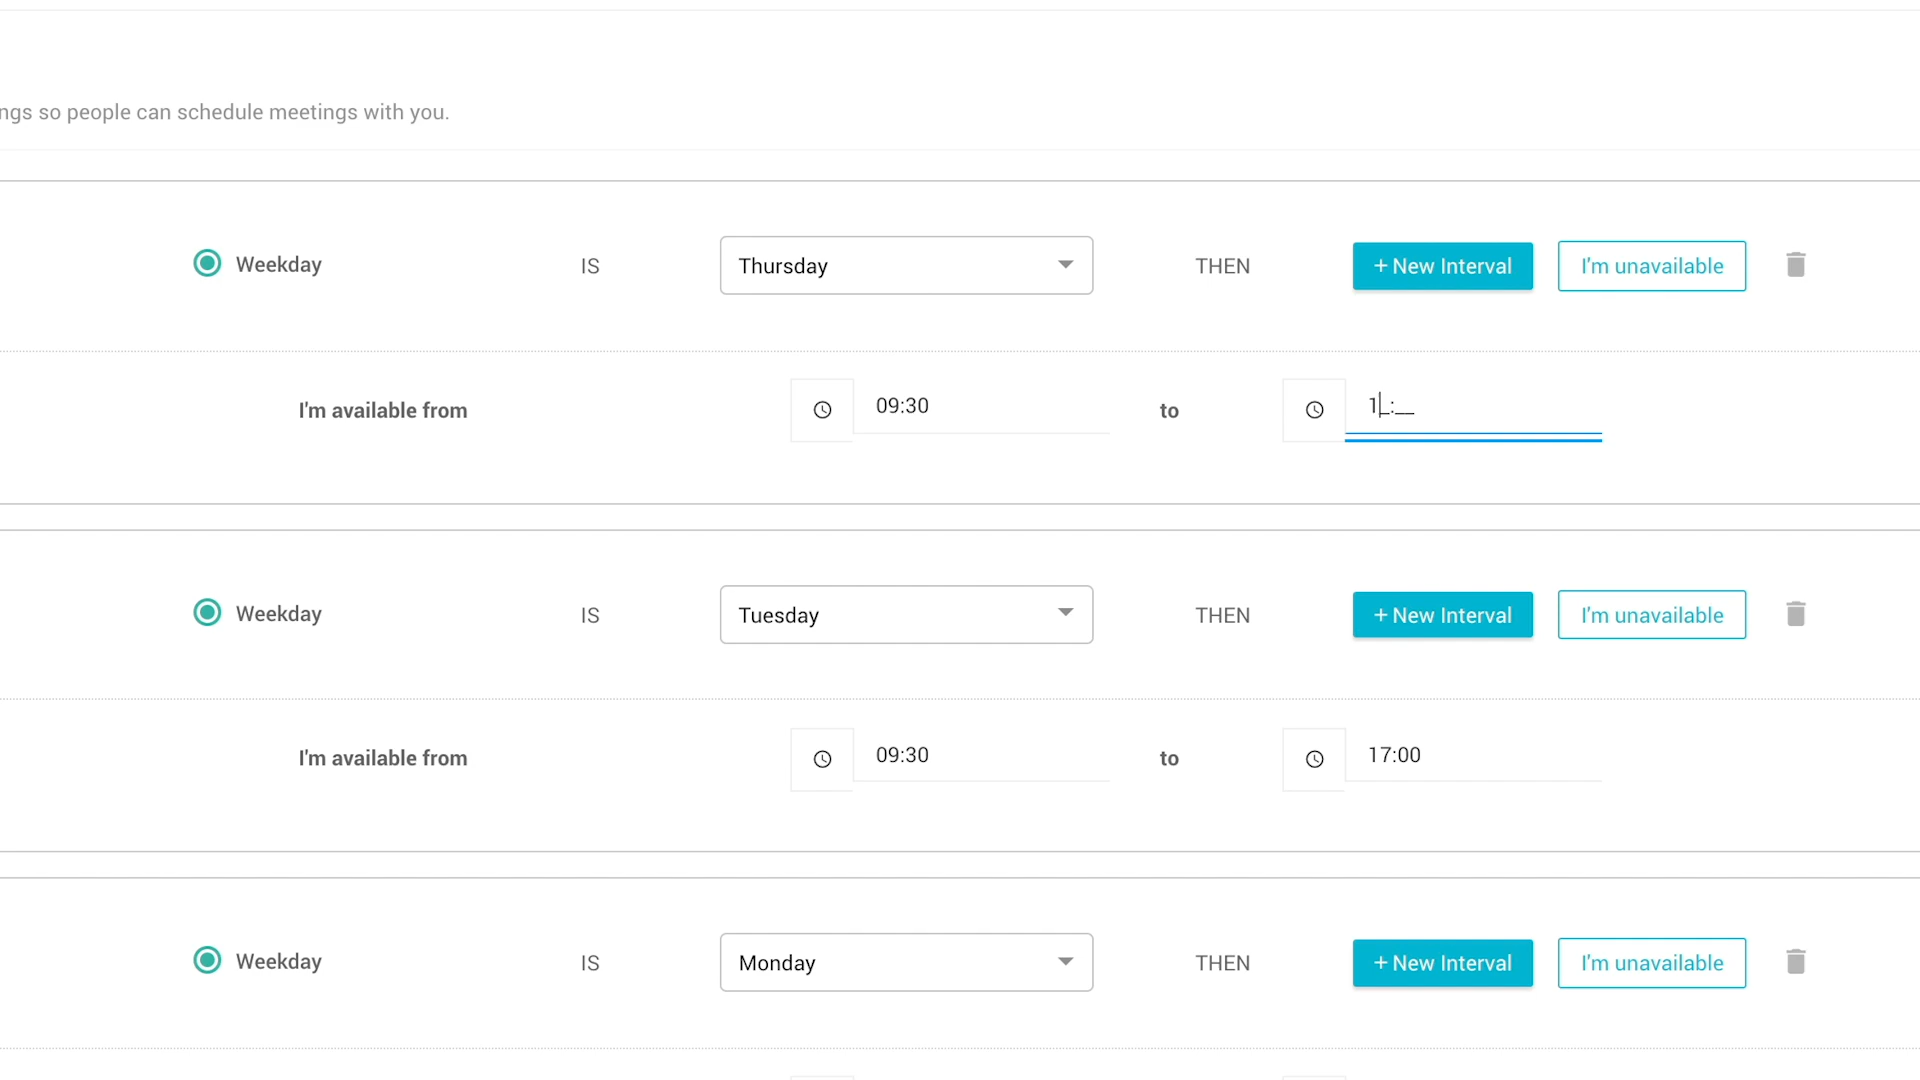 ngs so people can schedule meetings with you.
Weekday IS Thursday THEN + New Interval I'm unavailable
I'm available from 09:30 to 1_:__
Weekday IS Tuesday THEN + New Interval I'm unavailable
I'm available from 09:30 to 17:00
Weekday IS Monday THEN + New Interval I'm unavailable